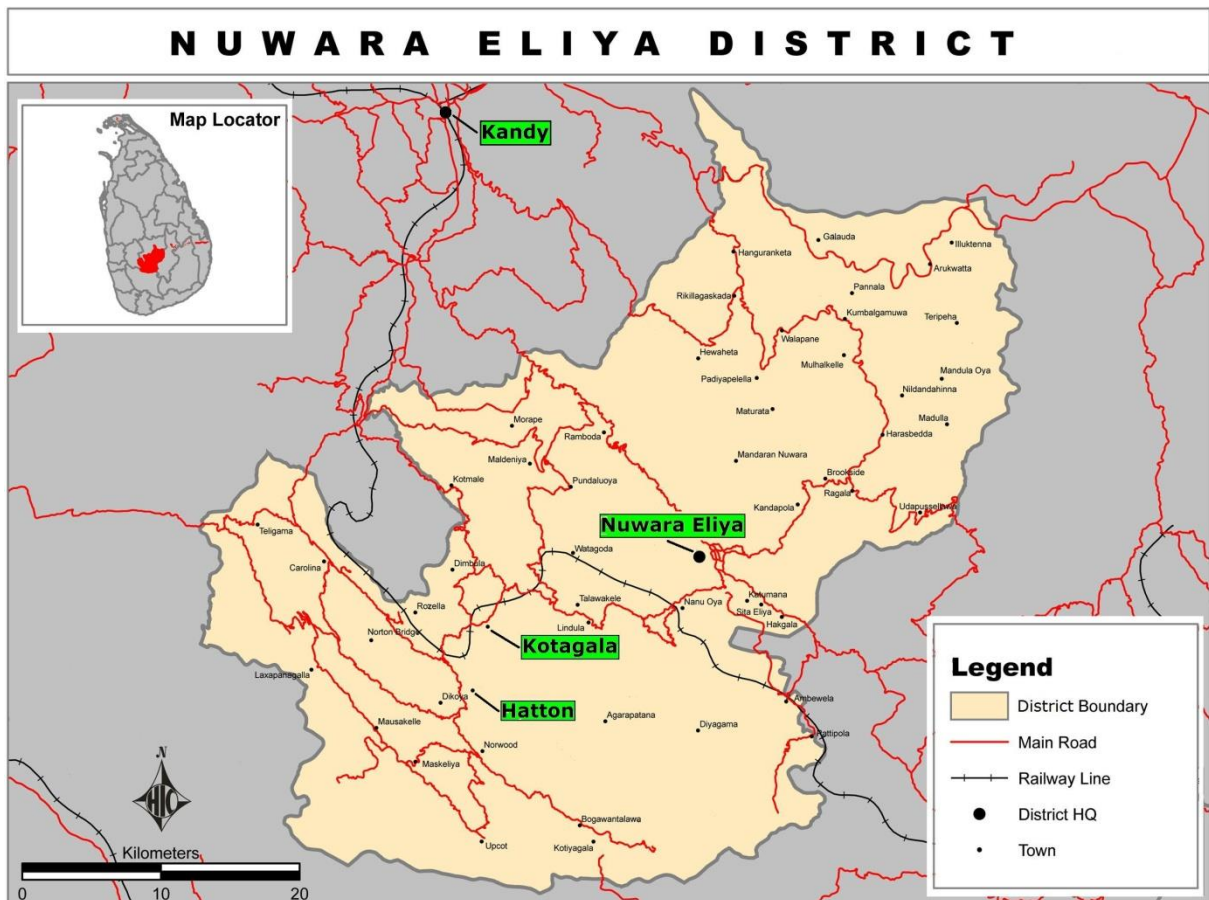 NUWARA ELIYA DISTRICT
Map Locator
Kandy
Galauda
Illuktenna
Hanguranketa
Arukwatta
Pannala
Rikillagaskada
Kumbalgamuwa
Teripeha
Walapane
Hewaheta
Mulhalkelle
Padiyapelella
Mandula Oya
Nildandahinna
Maturata
Madulla
Morape
Ramboda
Harasbedda
Maldeniya
Mandaran Nuwara
Brookside
Kotmale
Pundaluoya
Ragala
Kandapola
Udapussellawa
Nuwara Eliya
Teligama
Watagoda
Carolina
Dimbula
Katumana
Rozella
Talawakele
Nanu Oya
Sita Eliya
Hakgala
Lindula
Norton Bridge
Kotagala
Laxapanagalla
Dikoya
Hatton
Ambewela
Agarapatana
Diyagama
Mausakelle
Pattipola
Norwood
Maskeliya
Bogawantalawa
Upcot
Kotiyagala
N
HIC
Kilometers
0 10 20
Legend
District Boundary
Main Road
Railway Line
District HQ
Town